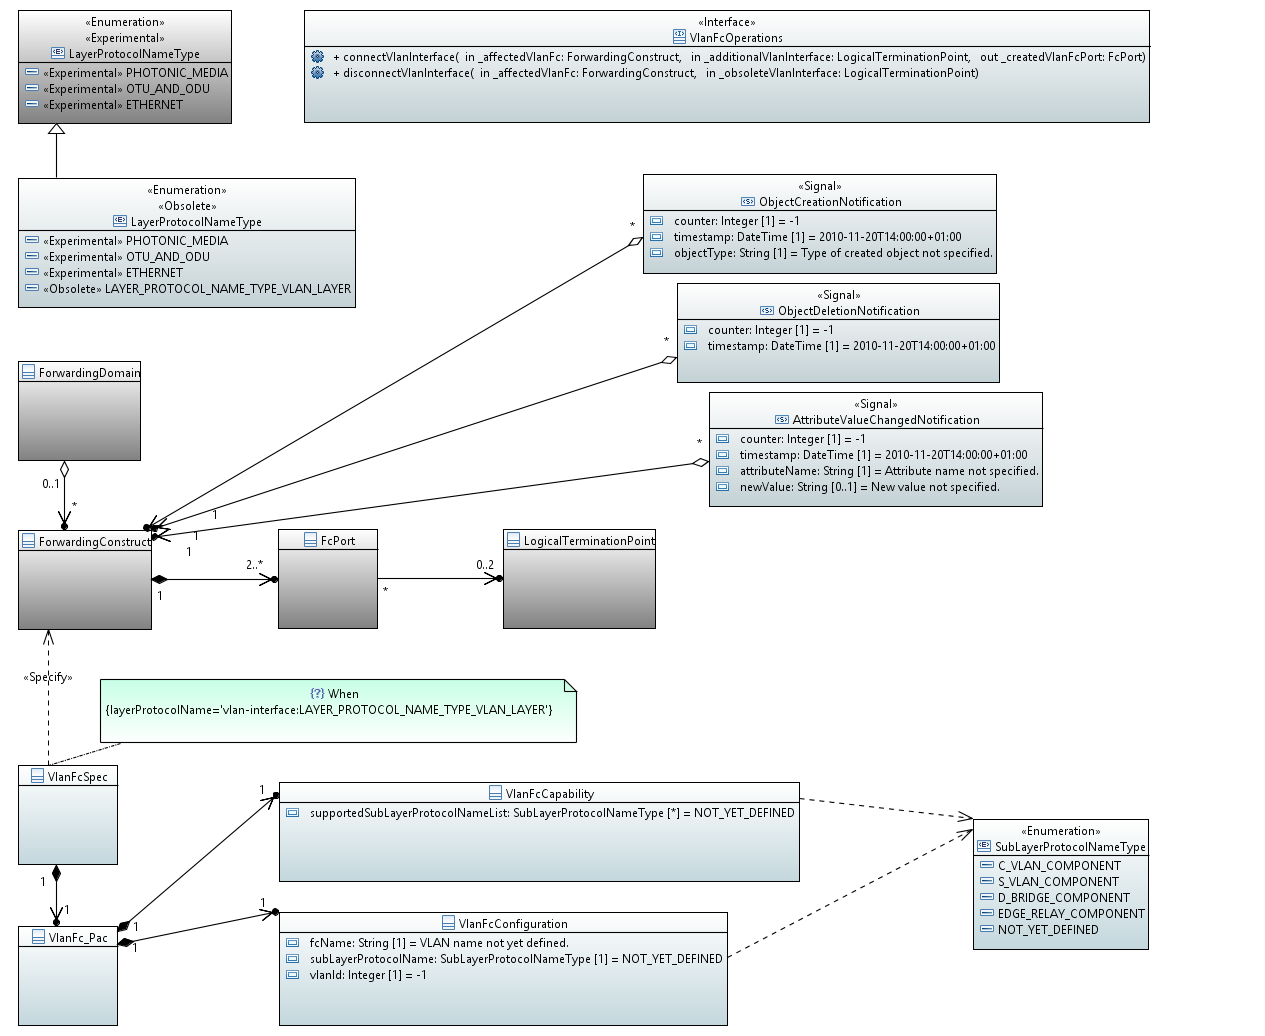 «Enumeration»
«Experimental»
LayerProtocolNameType
«Experimental» PHOTONIC_MEDIA
«Experimental» OTU_AND_ODU
«Experimental» ETHERNET
«Interface»
VlanFcOperations
+ connectVlanInterface( in _affectedVlanFc: ForwardingConstruct, in _additionalVlanInterface: LogicalTerminationPoint, out _createdVlanFcPort: FcPort)
+ disconnectVlanInterface( in _affectedVlanFc: ForwardingConstruct, in _obsoleteVlanInterface: LogicalTerminationPoint)
«Enumeration»
«Obsolete»
LayerProtocolNameType
«Experimental» PHOTONIC_MEDIA
«Experimental» OTU_AND_ODU
«Experimental» ETHERNET
«Obsolete» LAYER_PROTOCOL_NAME_TYPE_VLAN_LAYER
«Signal»
ObjectCreationNotification
counter: Integer [1] = -1
timestamp: DateTime [1] = 2010-11-20T14:00:00+01:00
objectType: String [1] = Type of created object not specified.
*
«Signal»
ObjectDeletionNotification
counter: Integer [1] = -1
timestamp: DateTime [1] = 2010-11-20T14:00:00+01:00
*
«Signal»
AttributeValueChangedNotification
counter: Integer [1] = -1
timestamp: DateTime [1] = 2010-11-20T14:00:00+01:00
attributeName: String [1] = Attribute name not specified.
newValue: String [0..1] = New value not specified.
*
ForwardingDomain
0..1
*
1
1
1
ForwardingConstruct
1
2..*
FcPort
*
0..2
LogicalTerminationPoint
«Specify»
{?} When
{layerProtocolName='vlan-interface:LAYER_PROTOCOL_NAME_TYPE_VLAN_LAYER'}
VlanFcSpec
1
1
VlanFc_Pac
1
1
1
1
VlanFcCapability
supportedSubLayerProtocolNameList: SubLayerProtocolNameType [*] = NOT_YET_DEFINED
VlanFcConfiguration
fcName: String [1] = VLAN name not yet defined.
subLayerProtocolName: SubLayerProtocolNameType [1] = NOT_YET_DEFINED
vlanId: Integer [1] = -1
«Enumeration»
SubLayerProtocolNameType
C_VLAN_COMPONENT
S_VLAN_COMPONENT
D_BRIDGE_COMPONENT
EDGE_RELAY_COMPONENT
NOT_YET_DEFINED